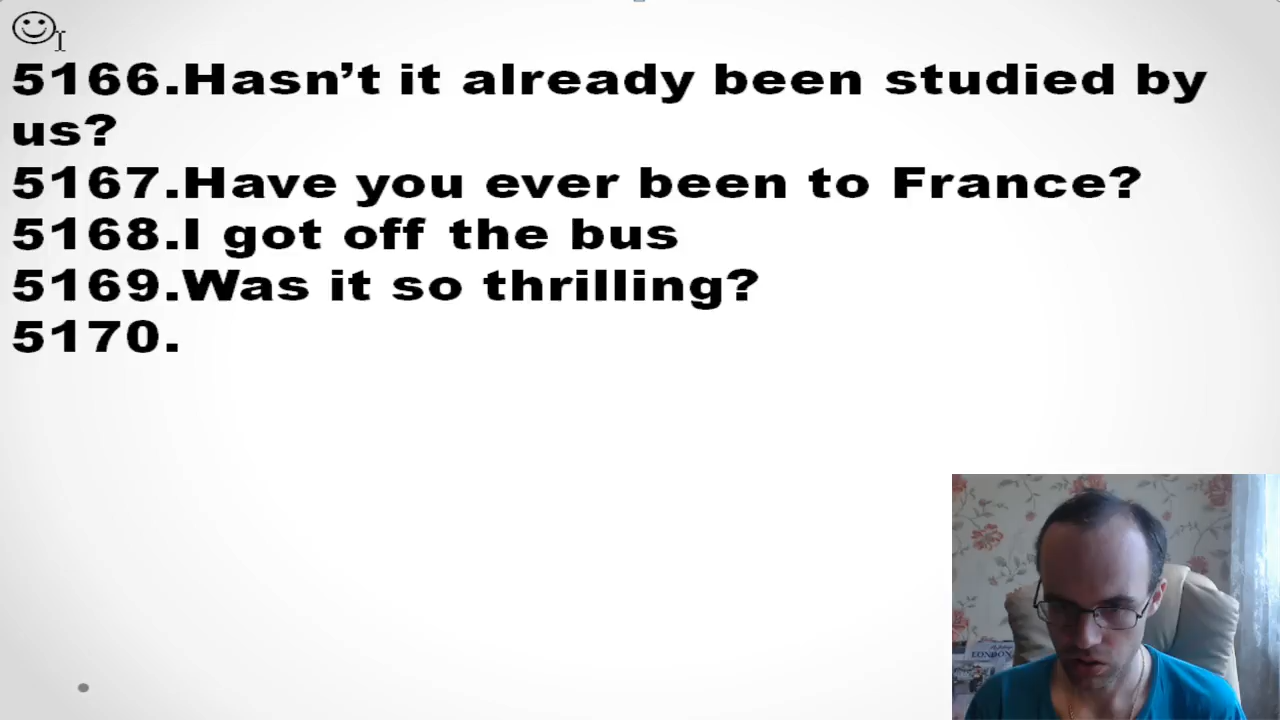 5166.Hasn’t it already been studied by
us?
5167.Have you ever been to France?
5168.I got off the bus
5169.Was it so thrilling?
5170.
LONDON